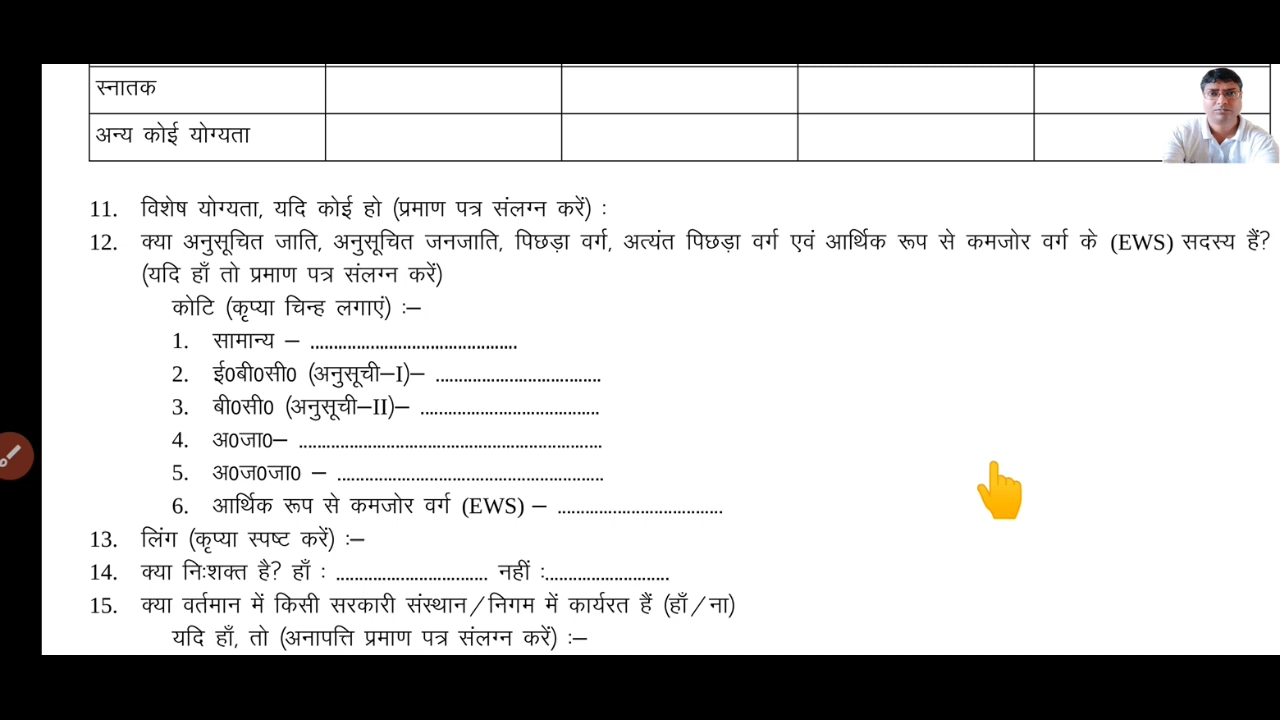 स्नातक
अन्य कोई योग्यता
11. विशेष योग्यता, यदि कोई हो (प्रमाण पत्र संलग्न करें) :
12. क्या अनुसूचित जाति, अनुसूचित जनजाति, पिछड़ा वर्ग, अत्यंत पिछड़ा वर्ग एवं आर्थिक रूप से कमजोर वर्ग के (EWS) सदस्य हैं?
(यदि हाँ तो प्रमाण पत्र संलग्न करें)
कोटि (कृप्या चिन्ह लगाएं) :–
1. सामान्य – .............................................
2. ई0बी0सी0 (अनुसूची–I)– ....................................
3. बी0सी0 (अनुसूची–II)– .......................................
4. अ0जा0– ..................................................................
5. अ0ज0जा0 – ..........................................................
6. आर्थिक रूप से कमजोर वर्ग (EWS) – ....................................
13. लिंग (कृप्या स्पष्ट करें) :–
14. क्या निःशक्त है? हाँ : ................................. नहीं :...........................
15. क्या वर्तमान में किसी सरकारी संस्थान/निगम में कार्यरत हैं (हाँ/ना)
यदि हाँ, तो (अनापत्ति प्रमाण पत्र संलग्न करें) :–